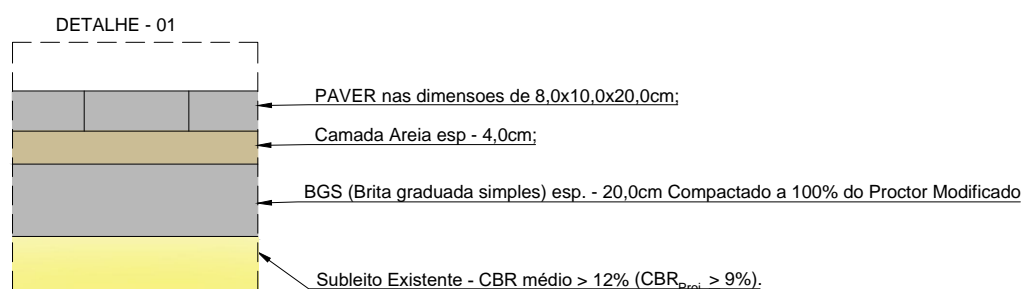 DETALHE - 01
PAVER nas dimensoes de 8,0x10,0x20,0cm;
Camada Areia esp - 4,0cm;
BGS (Brita graduada simples) esp. - 20,0cm Compactado a 100% do Proctor Modificado
Subleito Existente - CBR médio > 12% (CBRProj > 9%).